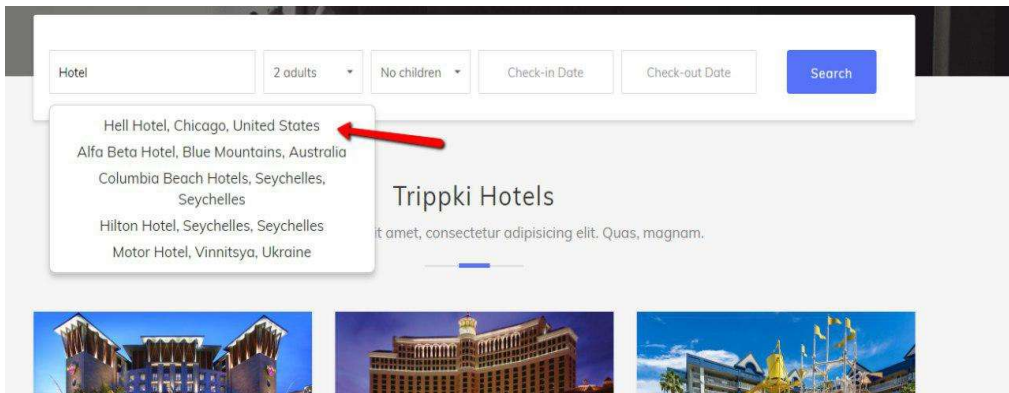 Hotel
2 adults
No children
Check-in Date
Check-out Date
Search
Hell Hotel, Chicago, United States
Alfa Beta Hotel, Blue Mountains, Australia
Columbia Beach Hotels, Seychelles,
Seychelles
Hilton Hotel, Seychelles, Seychelles
Motor Hotel, Vinnitsya, Ukraine
Trippki Hotels
amet, consectetur adipisicing elit. Quas, magnam.